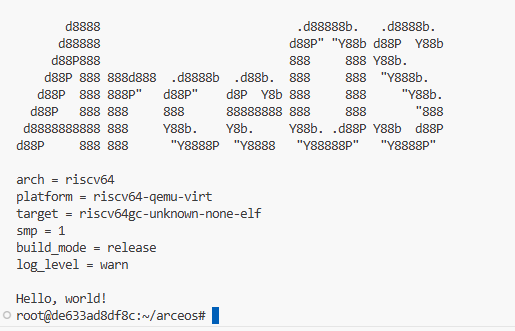 d8888                            .d88888b.   .d8888b.
      d88888                           d88P" "Y88b d88P  Y88b
     d88P888                           888     888 Y88b.
    d88P 888 888d888  .d8888b  .d88b.  888     888  "Y888b.
   d88P  888 888P"   d88P"    d8P  Y8b 888     888     "Y88b.
  d88P   888 888     888      88888888 888     888       "888
 d8888888888 888     Y88b.    Y8b.     Y88b. .d88P Y88b  d88P
d88P     888 888      "Y8888P  "Y8888   "Y88888P"   "Y8888P"
arch = riscv64
platform = riscv64-qemu-virt
target = riscv64gc-unknown-none-elf
smp = 1
build_mode = release
log_level = warn
Hello, world!
root@de633ad8df8c:~/arceos#